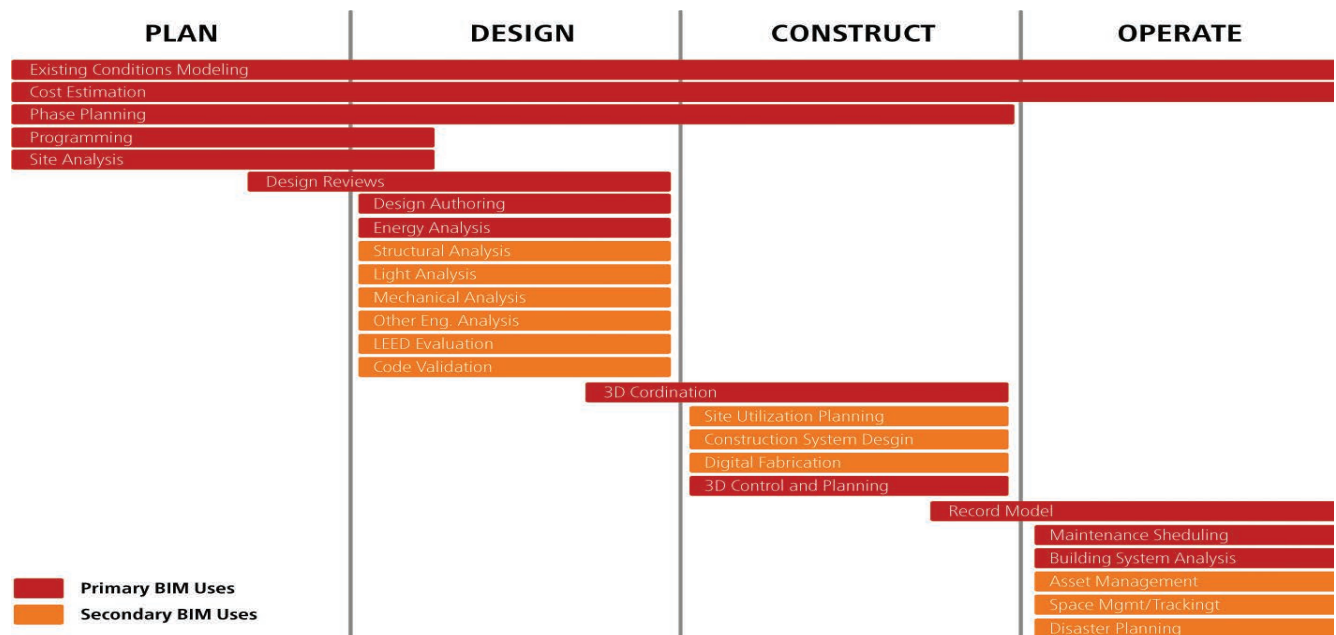 PLAN DESIGN CONSTRUCT OPERATE
Existing Conditions Modeling
Cost Estimation
Phase Planning
Programming
Site Analysis
Design Reviews
Design Authoring
Energy Analysis
Structural Analysis
Light Analysis
Mechanical Analysis
Other Eng. Analysis
LEED Evaluation
Code Validation
3D Cordination
Site Utilization Planning
Construction System Desgin
Digital Fabrication
3D Control and Planning
Record Model
Maintenance Sheduling
Building System Analysis
Asset Management
Space Mgmt/Trackingt
Disaster Planning
Primary BIM Uses
Secondary BIM Uses